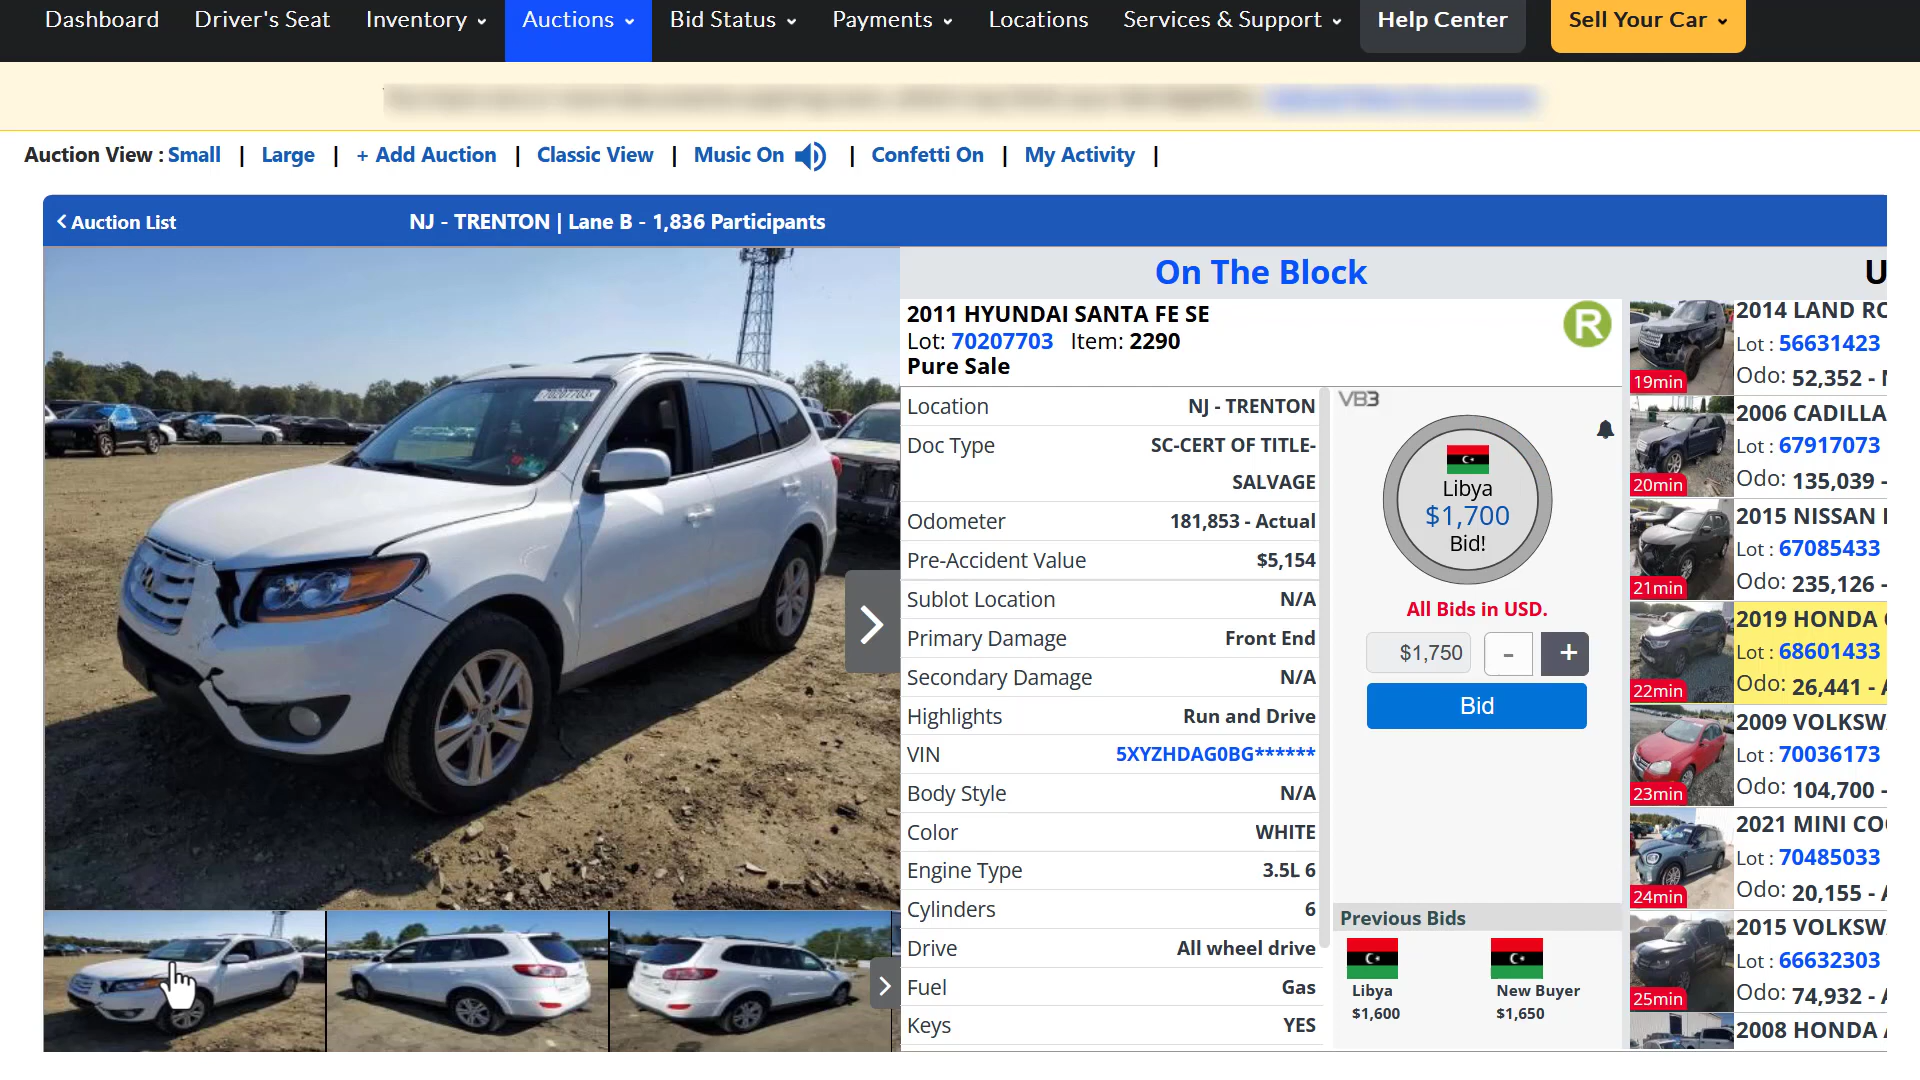 Dashboard Driver's Seat Inventory Auctions Bid Status Payments Locations Services & Support Help Center Sell Your Car
Auction View : Small | Large | + Add Auction | Classic View | Music On | Confetti On | My Activity |
Auction List NJ - TRENTON | Lane B - 1,836 Participants
On The Block
2011 HYUNDAI SANTA FE SE
Lot: 70207703 Item: 2290
Pure Sale
R
70207703
Location NJ - TRENTON
Doc Type SC-CERT OF TITLE-
SALVAGE
Odometer 181,853 - Actual
Pre-Accident Value $5,154
Sublot Location N/A
Primary Damage Front End
Secondary Damage N/A
Highlights Run and Drive
VIN 5XYZHDAG0BG******
Body Style N/A
Color WHITE
Engine Type 3.5L 6
Cylinders 6
Drive All wheel drive
Fuel Gas
Keys YES
VB3
Libya
$1,700
Bid!
All Bids in USD.
$1,750 - +
Bid
Previous Bids
Libya
$1,600
New Buyer
$1,650
U
2014 LAND RO
Lot : 56631423
Odo: 52,352 -
19min
2006 CADILLA
Lot : 67917073
Odo: 135,039 -
20min
2015 NISSAN
Lot : 67085433
Odo: 235,126 -
21min
2019 HONDA
Lot : 68601433
Odo: 26,441 - A
22min
2009 VOLKSW
Lot : 70036173
Odo: 104,700 -
23min
2021 MINI COO
Lot : 70485033
Odo: 20,155 - A
24min
2015 VOLKSW
Lot : 66632303
Odo: 74,932 - A
25min
2008 HONDA A